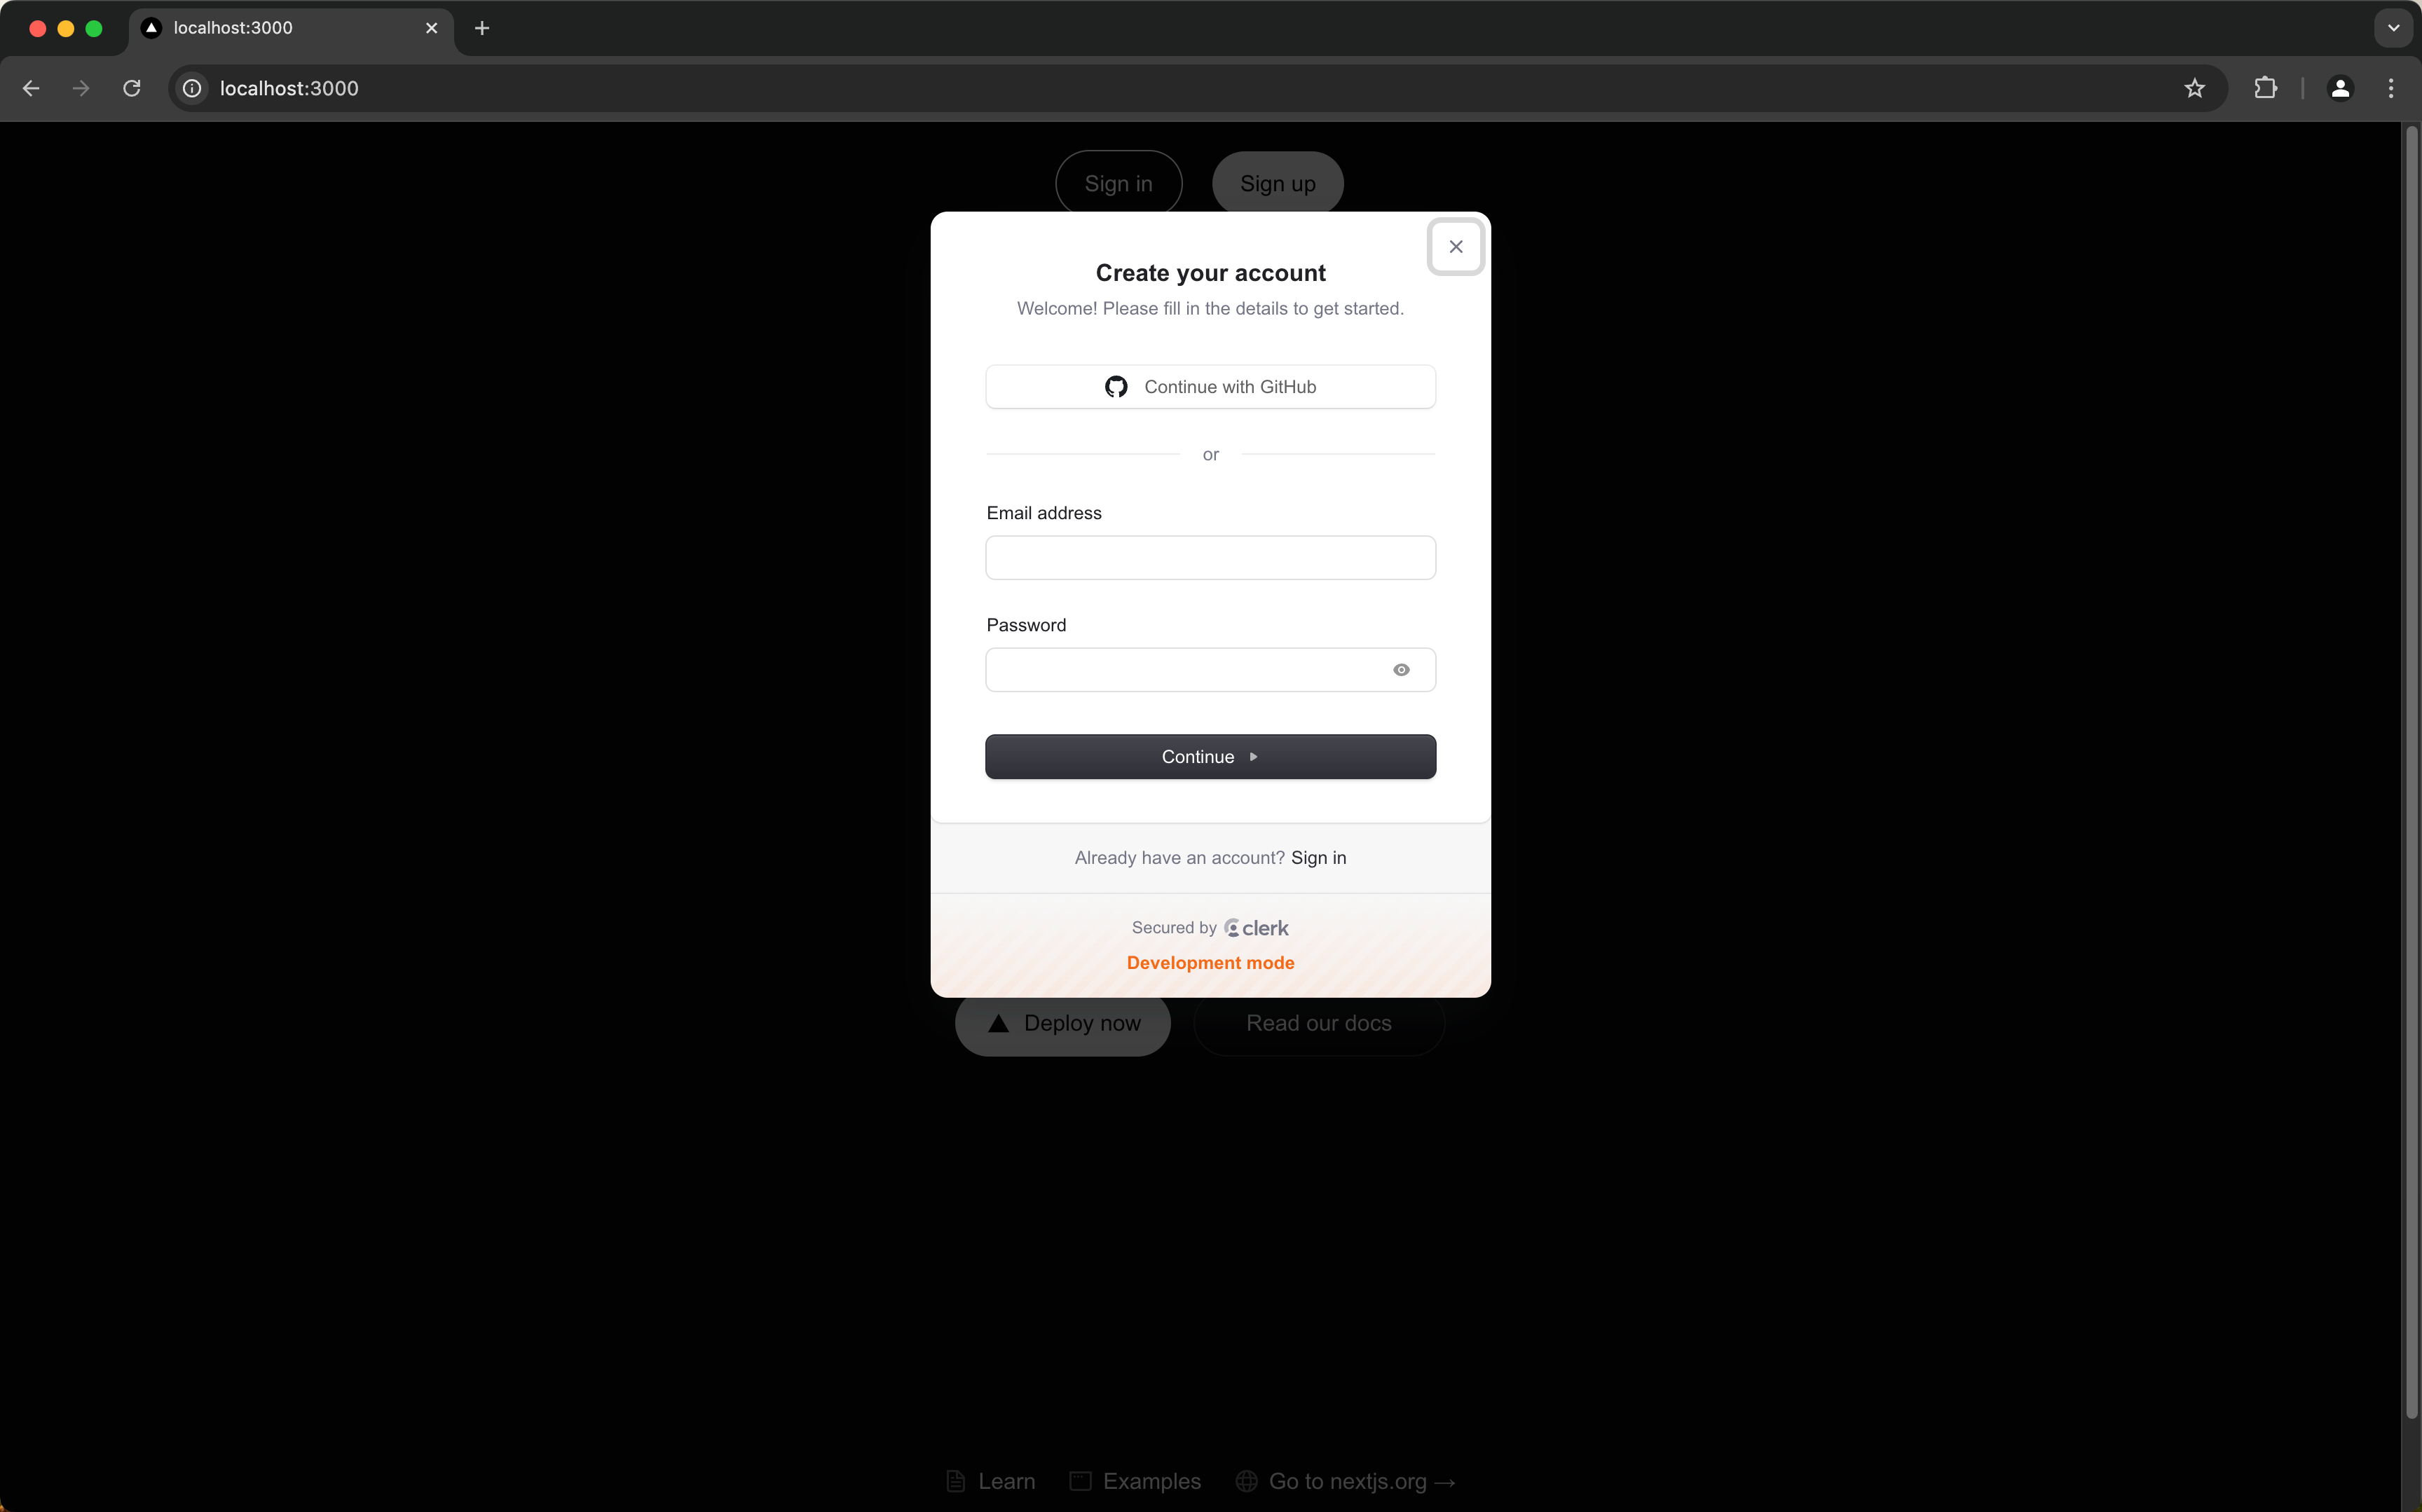 localhost:3000
localhost:3000
Sign in
Sign up
Create your account
Welcome! Please fill in the details to get started.
Continue with GitHub
or
Email address
Password
Continue
Already have an account? Sign in
Secured by clerk
Development mode
Deploy now
Read our docs
Learn
Examples
Go to nextjs.org →